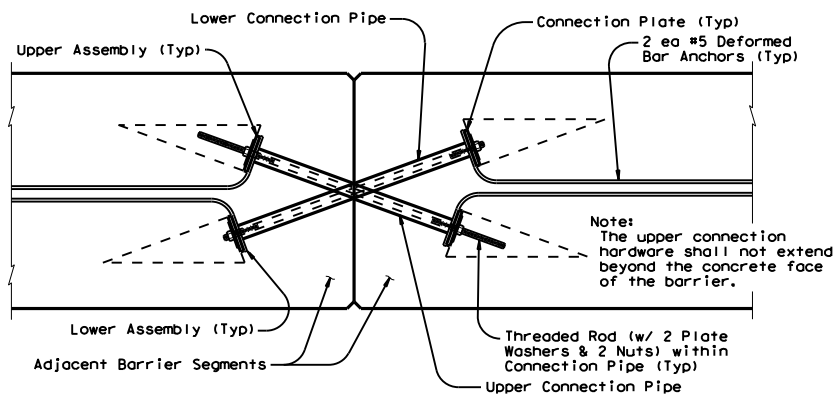 Lower Connection Pipe
Connection Plate (Typ)
Upper Assembly (Typ)
2 ea #5 Deformed
Bar Anchors (Typ)
Note:
The upper connection
hardware shall not extend
beyond the concrete face
of the barrier.
Lower Assembly (Typ)
Threaded Rod (w/ 2 Plate
Washers & 2 Nuts) within
Connection Pipe (Typ)
Adjacent Barrier Segments
Upper Connection Pipe